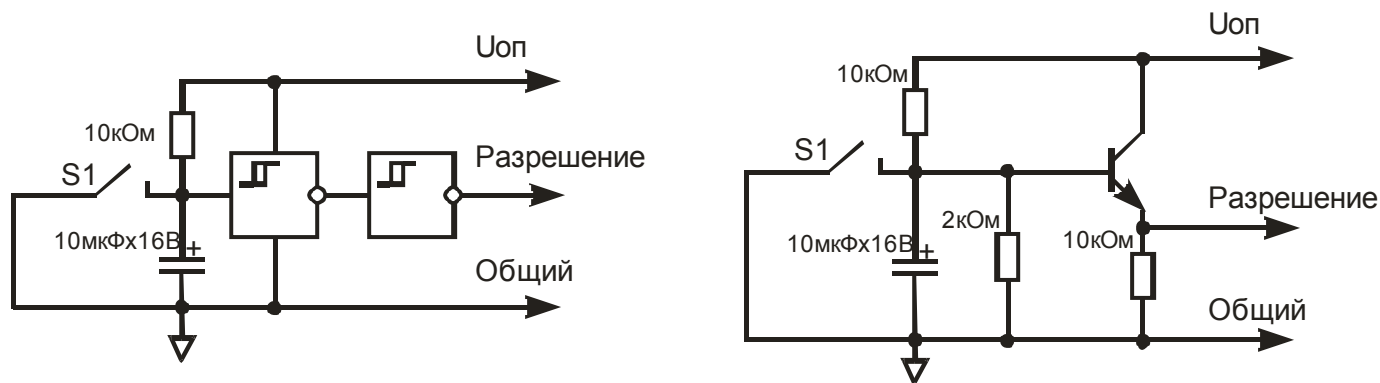 Uоп
10кОм
S1
Разрешение
10мкФх16В
+
Общий
Uоп
10кОм
S1
Разрешение
2кОм
10кОм
10мкФх16В
+
Общий